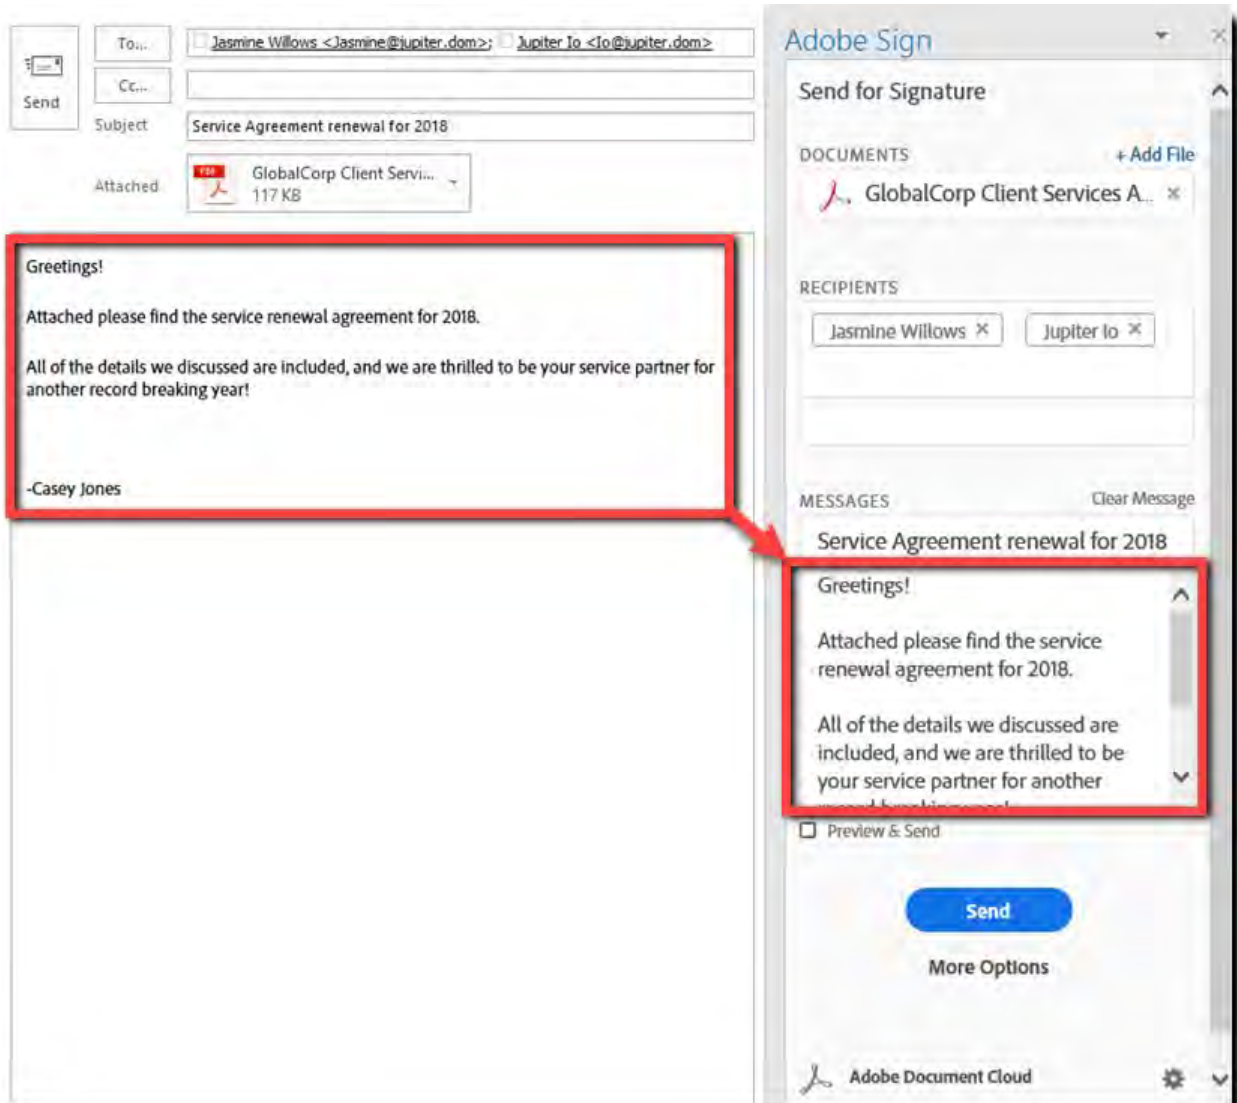 To...
Jasmine Willows <Jasmine@jupiter.dom>; Jupiter Io <Io@jupiter.dom>
Send
Cc...
Subject
Service Agreement renewal for 2018
Attached
PDF
GlobalCorp Client Servi...
117 KB
Greetings!
Attached please find the service renewal agreement for 2018.
All of the details we discussed are included, and we are thrilled to be your service partner for
another record breaking year!
-Casey Jones
Adobe Sign
Send for Signature
DOCUMENTS
+ Add File
GlobalCorp Client Services A...
RECIPIENTS
Jasmine Willows
Jupiter Io
MESSAGES
Clear Message
Service Agreement renewal for 2018
Greetings!
Attached please find the service
renewal agreement for 2018.
All of the details we discussed are
included, and we are thrilled to be
your service partner for another
record breaking year!
Preview & Send
Send
More Options
Adobe Document Cloud